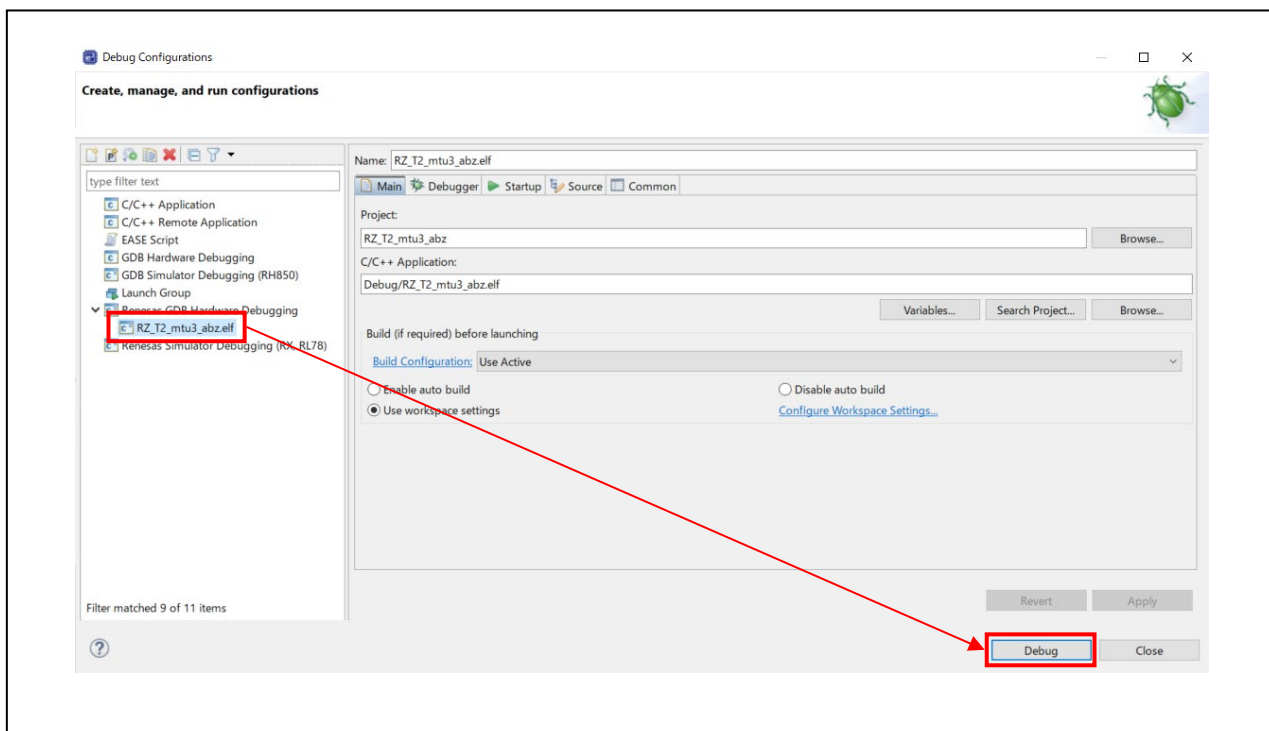 Debug Configurations
Create, manage, and run configurations
type filter text
C/C++ Application
C/C++ Remote Application
EASE Script
GDB Hardware Debugging
GDB Simulator Debugging (RH850)
Launch Group
Renesas GDB Hardware Debugging
RZ_T2_mtu3_abz.elf
Renesas Simulator Debugging (RX, RL78)
Filter matched 9 of 11 items
Name: RZ_T2_mtu3_abz.elf
Main Debugger Startup Source Common
Project:
RZ_T2_mtu3_abz Browse...
C/C++ Application:
Debug/RZ_T2_mtu3_abz.elf
Variables... Search Project... Browse...
Build (if required) before launching
Build Configuration: Use Active
Enable auto build Disable auto build
Use workspace settings Configure Workspace Settings...
Revert Apply
Debug Close